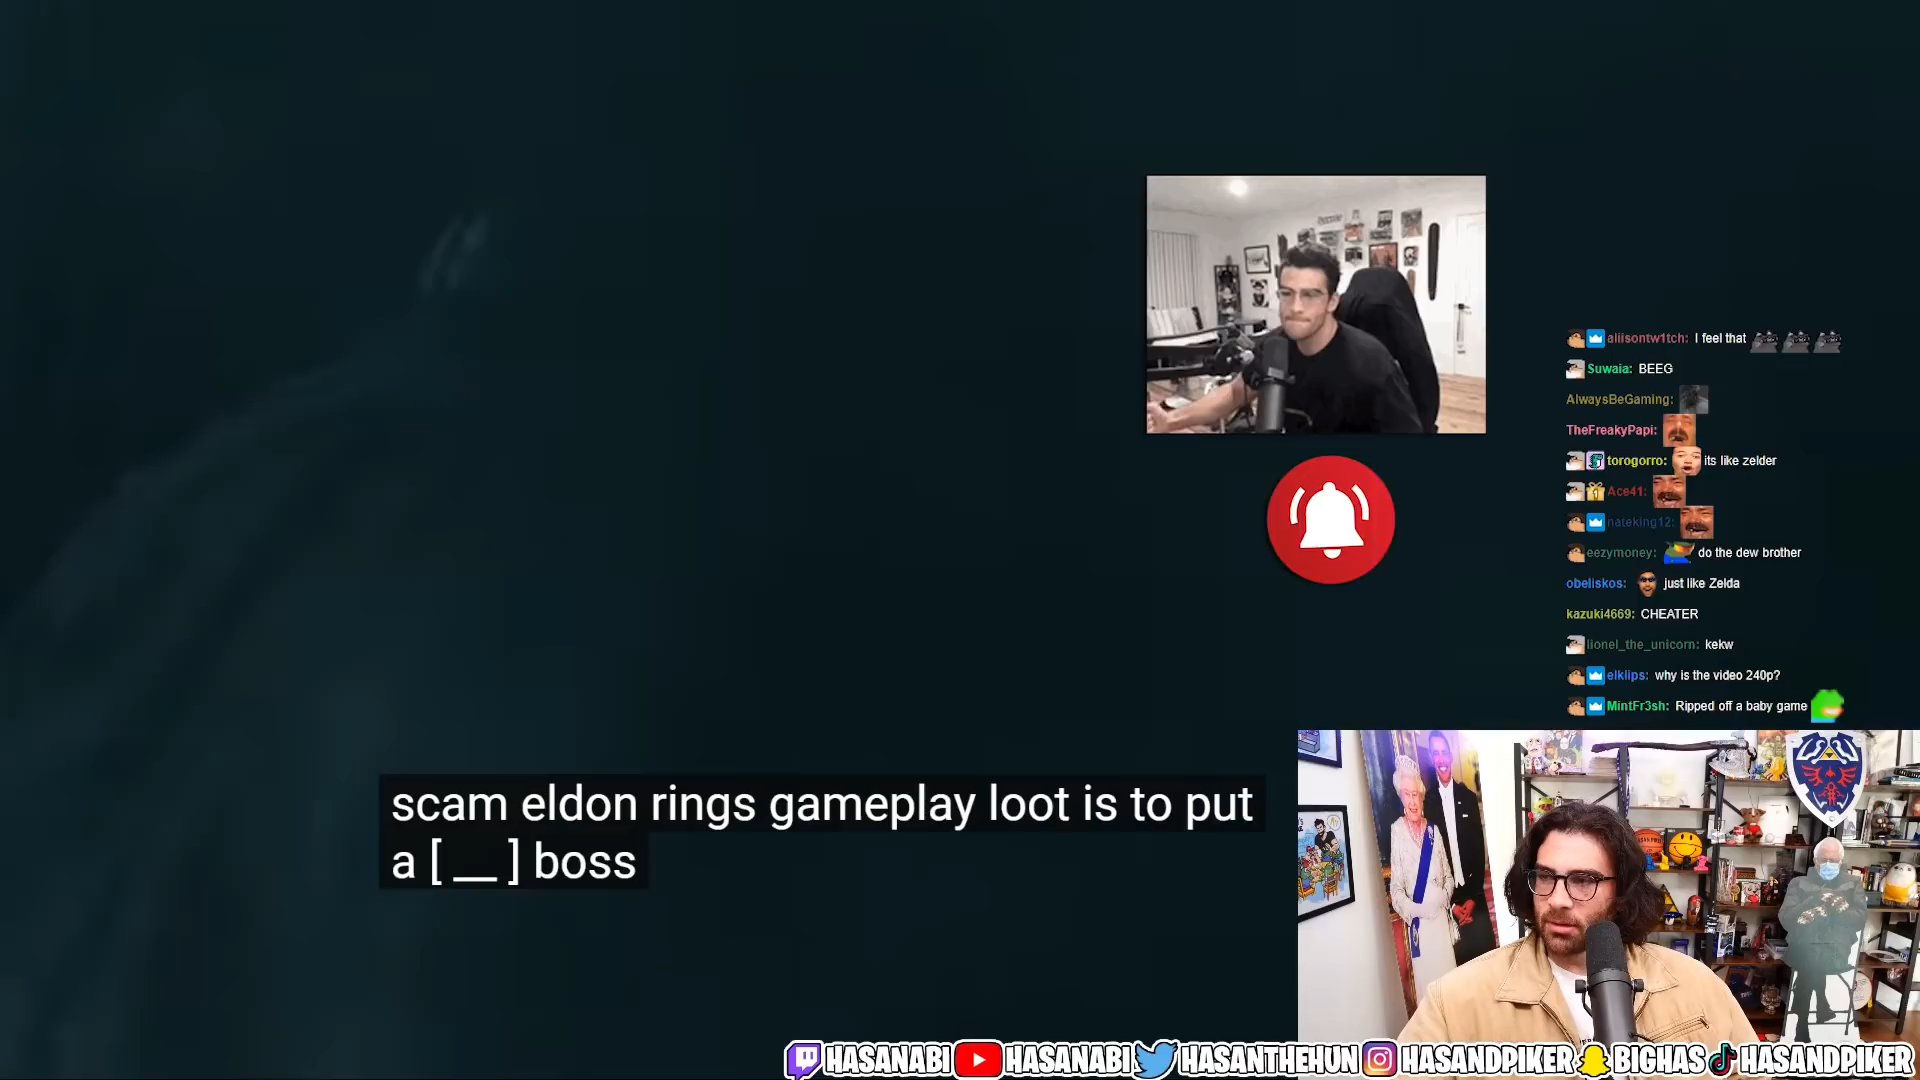 aliisontw1tch: I feel that
Suwaia: BEEG
AlwaysBeGaming:
TheFreakyPapi:
torogorro: its like zelder
Ace41:
nateking12:
eezymoney: do the dew brother
obeliskos: just like Zelda
kazuki4669: CHEATER
lionel_the_unicorn: kekw
elklips: why is the video 240p?
MintFr3sh: Ripped off a baby game
scam eldon rings gameplay loot is to put
a [ __ ] boss
HASANABI HASANABI HASANTHEHUN HASANDPIKER BIGHAS HASANDPIKER